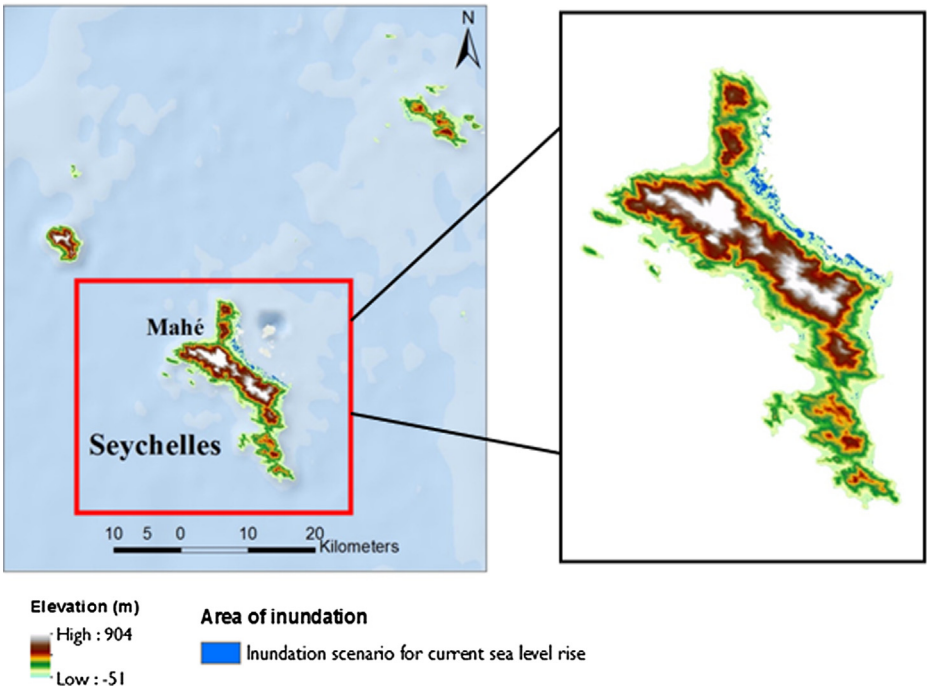 N
Mahé
Seychelles
10 5 0 10 20
Kilometers
Elevation (m)
High : 904
Low : -51
Area of inundation
Inundation scenario for current sea level rise